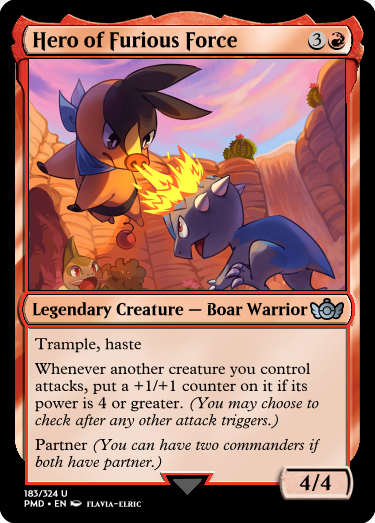 Hero of Furious Force 3
Legendary Creature — Boar Warrior
Trample, haste
Whenever another creature you control
attacks, put a +1/+1 counter on it if its
power is 4 or greater. (You may choose to
check after any other attack triggers.)
Partner (You can have two commanders if
both have partner.)
4/4
183/324 U
PMD • EN FLAVIA-ELRIC